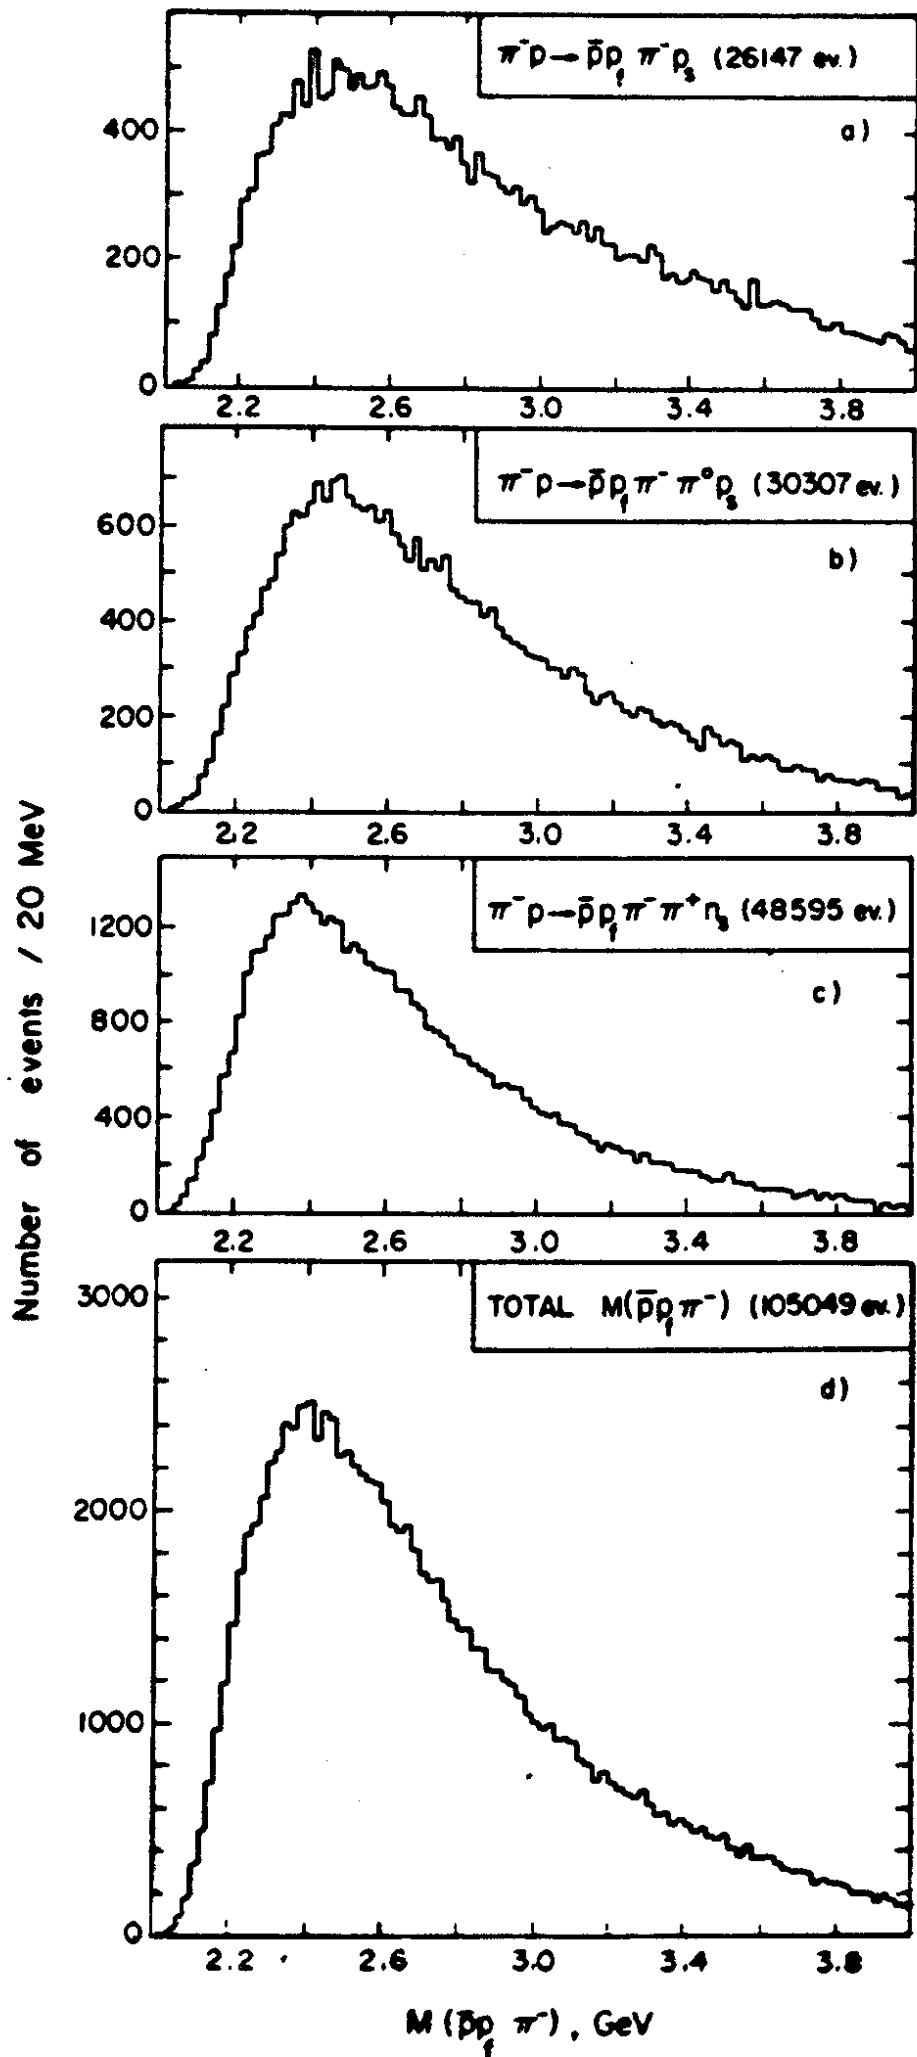 π⁻p → p̄p_f π⁻p_s (26147 ev.)
a)
400
200
0
2.2 2.6 3.0 3.4 3.8
π⁻p → p̄p_f π⁻ π⁰p_s (30307 ev.)
b)
600
400
200
0
2.2 2.6 3.0 3.4 3.8
π⁻p → p̄p_f π⁻ π⁺n_s (48595 ev.)
c)
1200
800
400
0
2.2 2.6 3.0 3.4 3.8
TOTAL M(p̄p_f π⁻) (105049 ev.)
d)
3000
2000
1000
0
2.2 2.6 3.0 3.4 3.8
Number of events / 20 MeV
M (p̄p_f π⁻), GeV